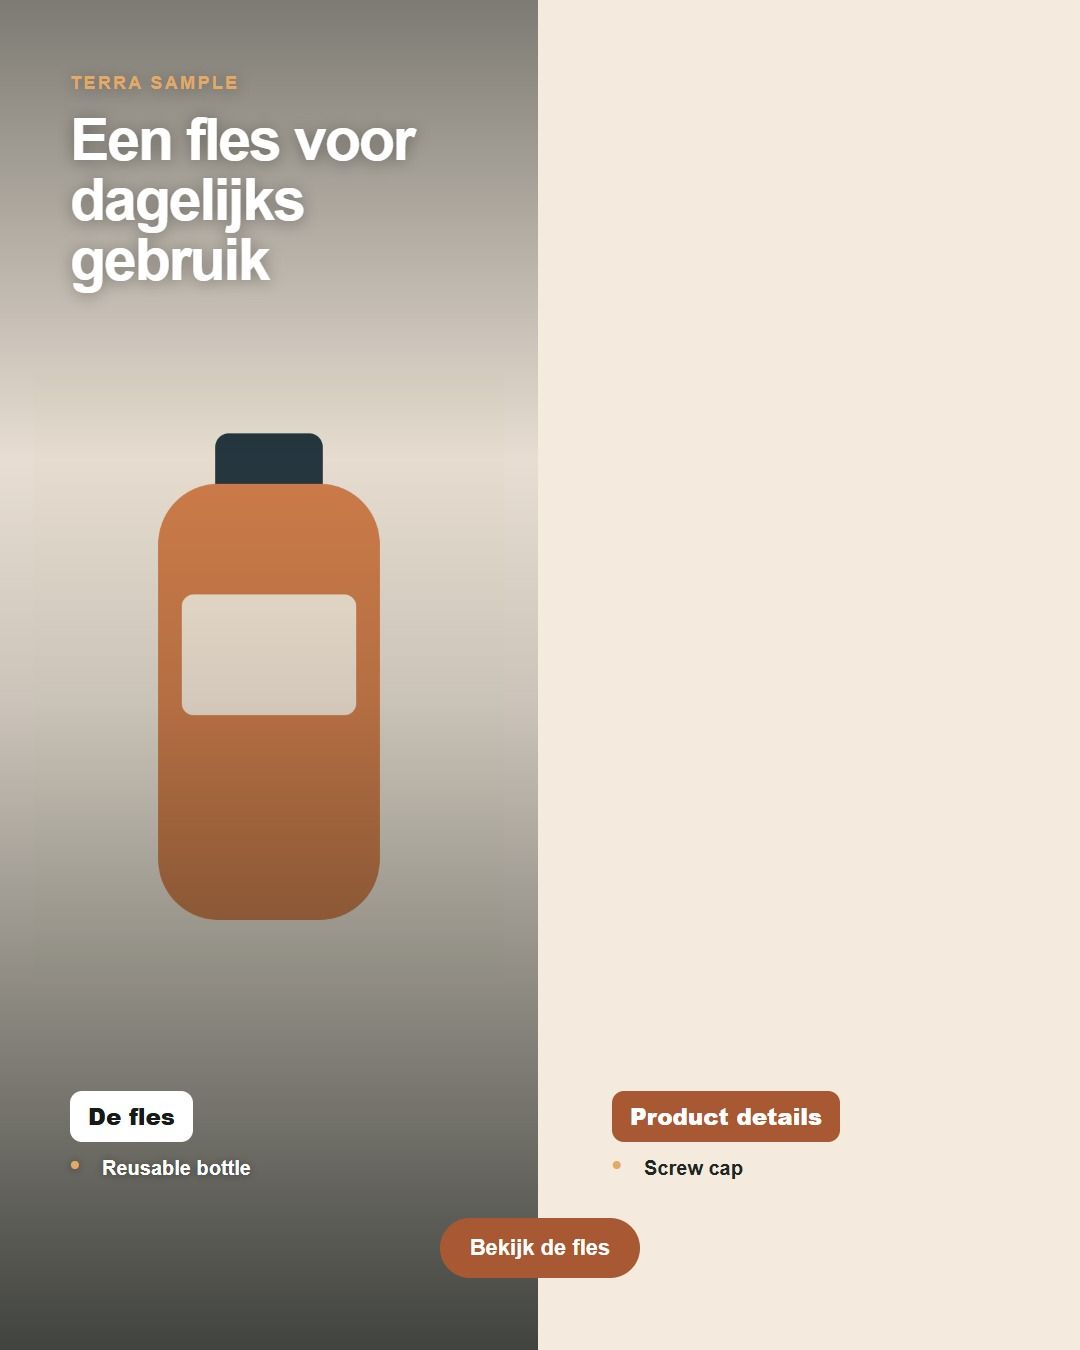 TERRA SAMPLE
Een fles voor
dagelijks
gebruik
De fles
Reusable bottle
Product details
Screw cap
Bekijk de fles